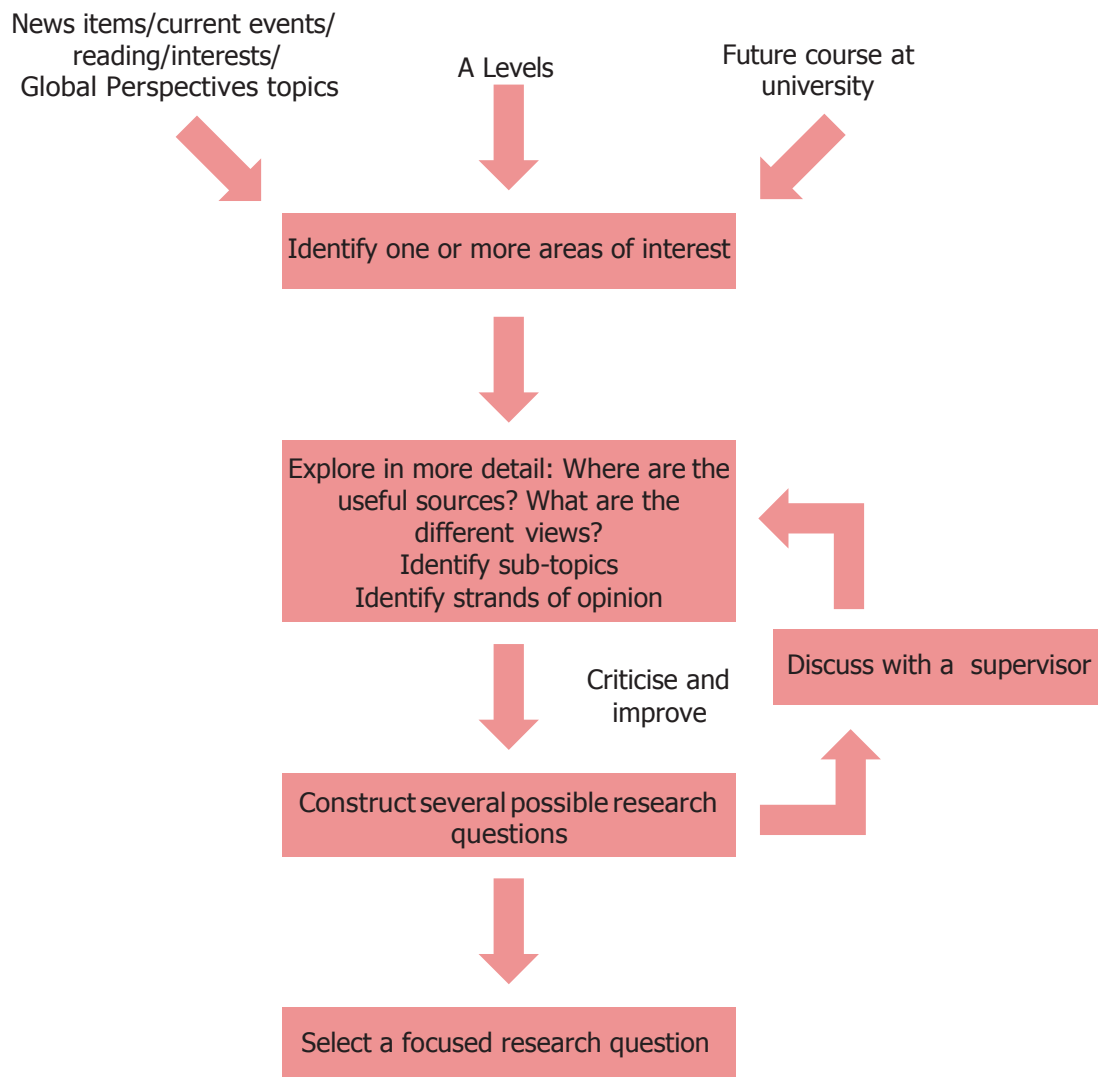 News items/current events/
reading/interests/
Global Perspectives topics
A Levels
Future course at
university
Identify one or more areas of interest
Explore in more detail: Where are the
useful sources? What are the
different views?
Identify sub-topics
Identify strands of opinion
Criticise and
improve
Discuss with a supervisor
Construct several possible research
questions
Select a focused research question